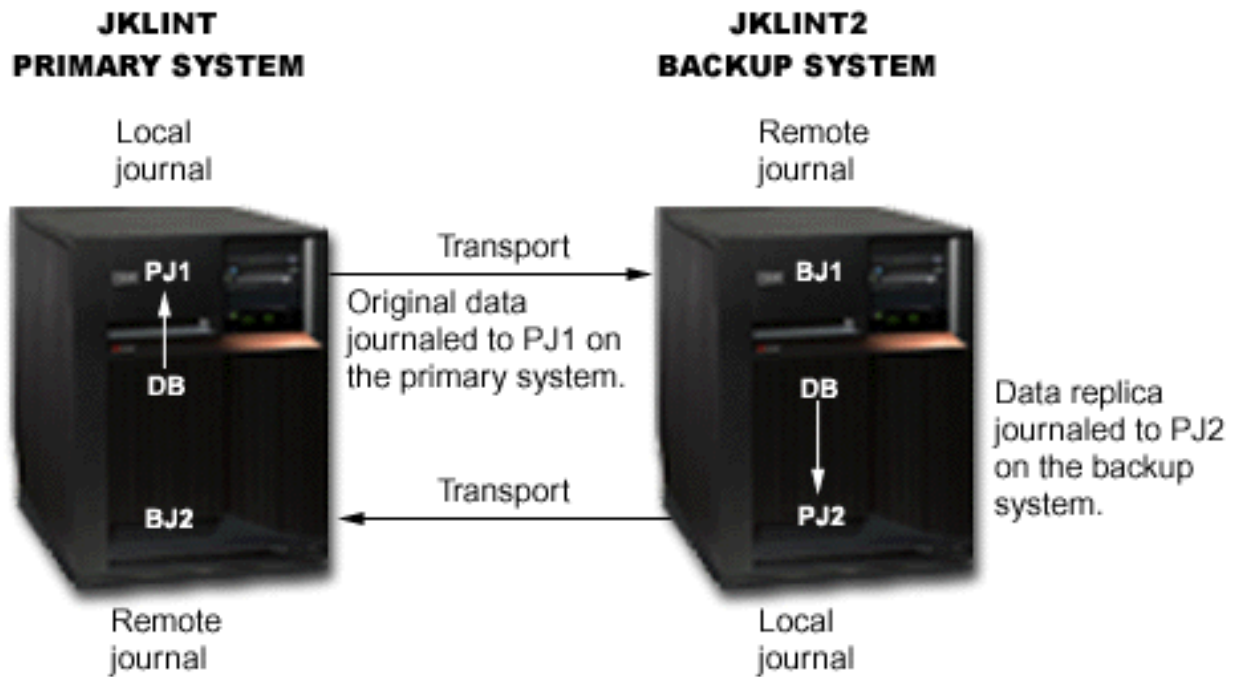 JKLINT
PRIMARY SYSTEM
JKLINT2
BACKUP SYSTEM
Local
journal
Remote
journal
PJ1
DB
BJ2
Transport
Original data
journaled to PJ1 on
the primary system.
Transport
BJ1
DB
PJ2
Data replica
journaled to PJ2
on the backup
system.
Remote
journal
Local
journal